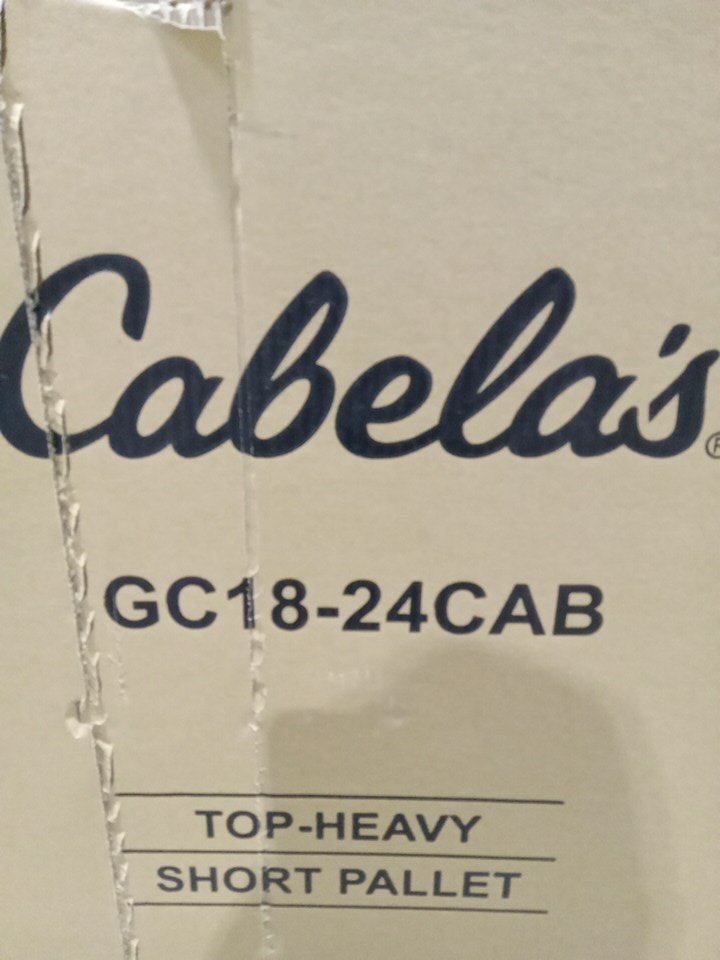 Cabela's®
GC18-24CAB
TOP-HEAVY
SHORT PALLET